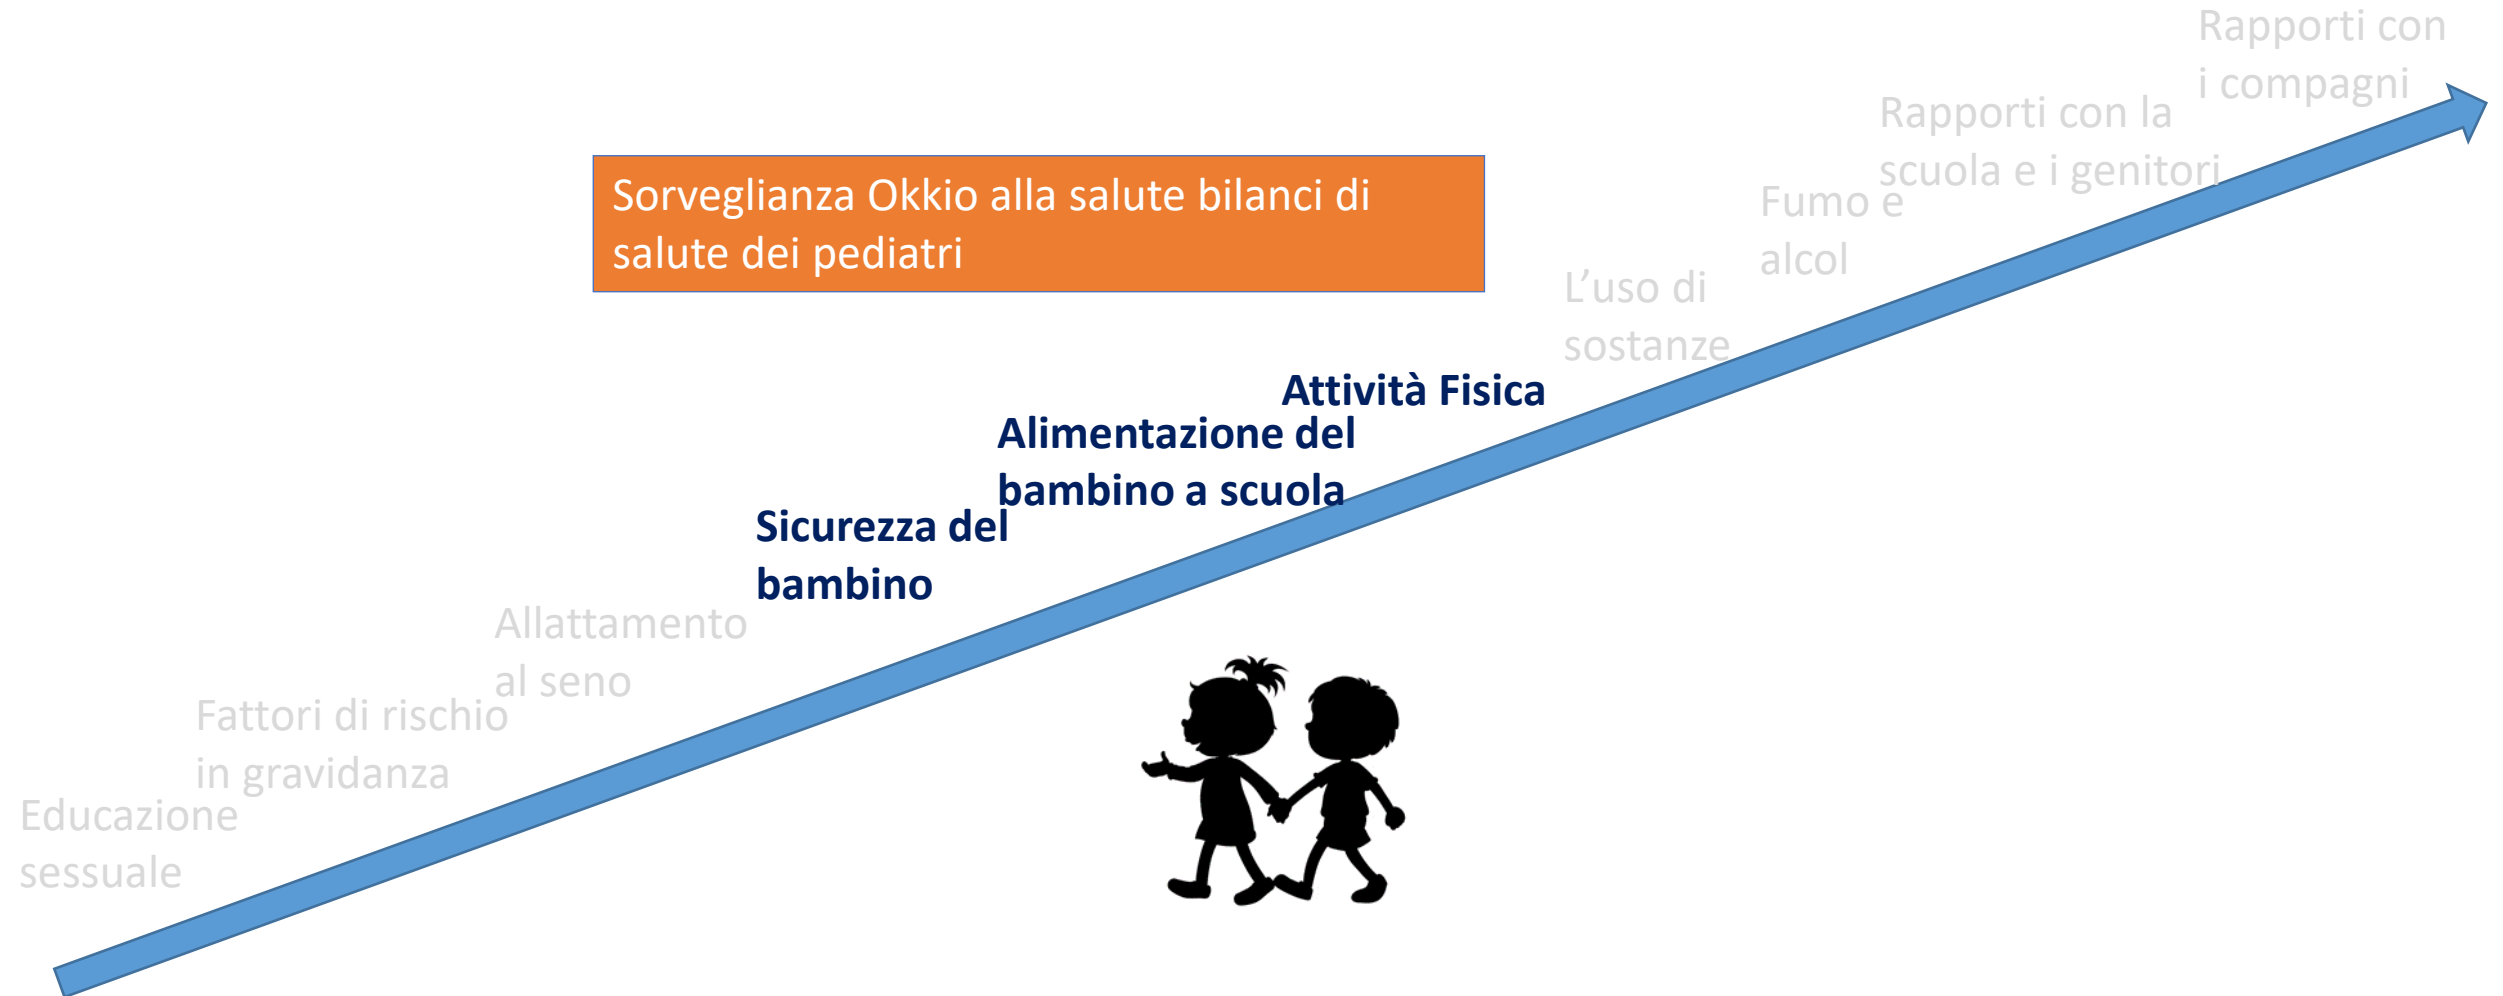 Rapporti con
i compagni
Rapporti con la
scuola e i genitori
Sorveglianza Okkio alla salute bilanci di
salute dei pediatri
Fumo e
alcol
L’uso di
sostanze
Attività Fisica
Alimentazione del
bambino a scuola
Sicurezza del
bambino
Allattamento
al seno
Fattori di rischio
in gravidanza
Educazione
sessuale